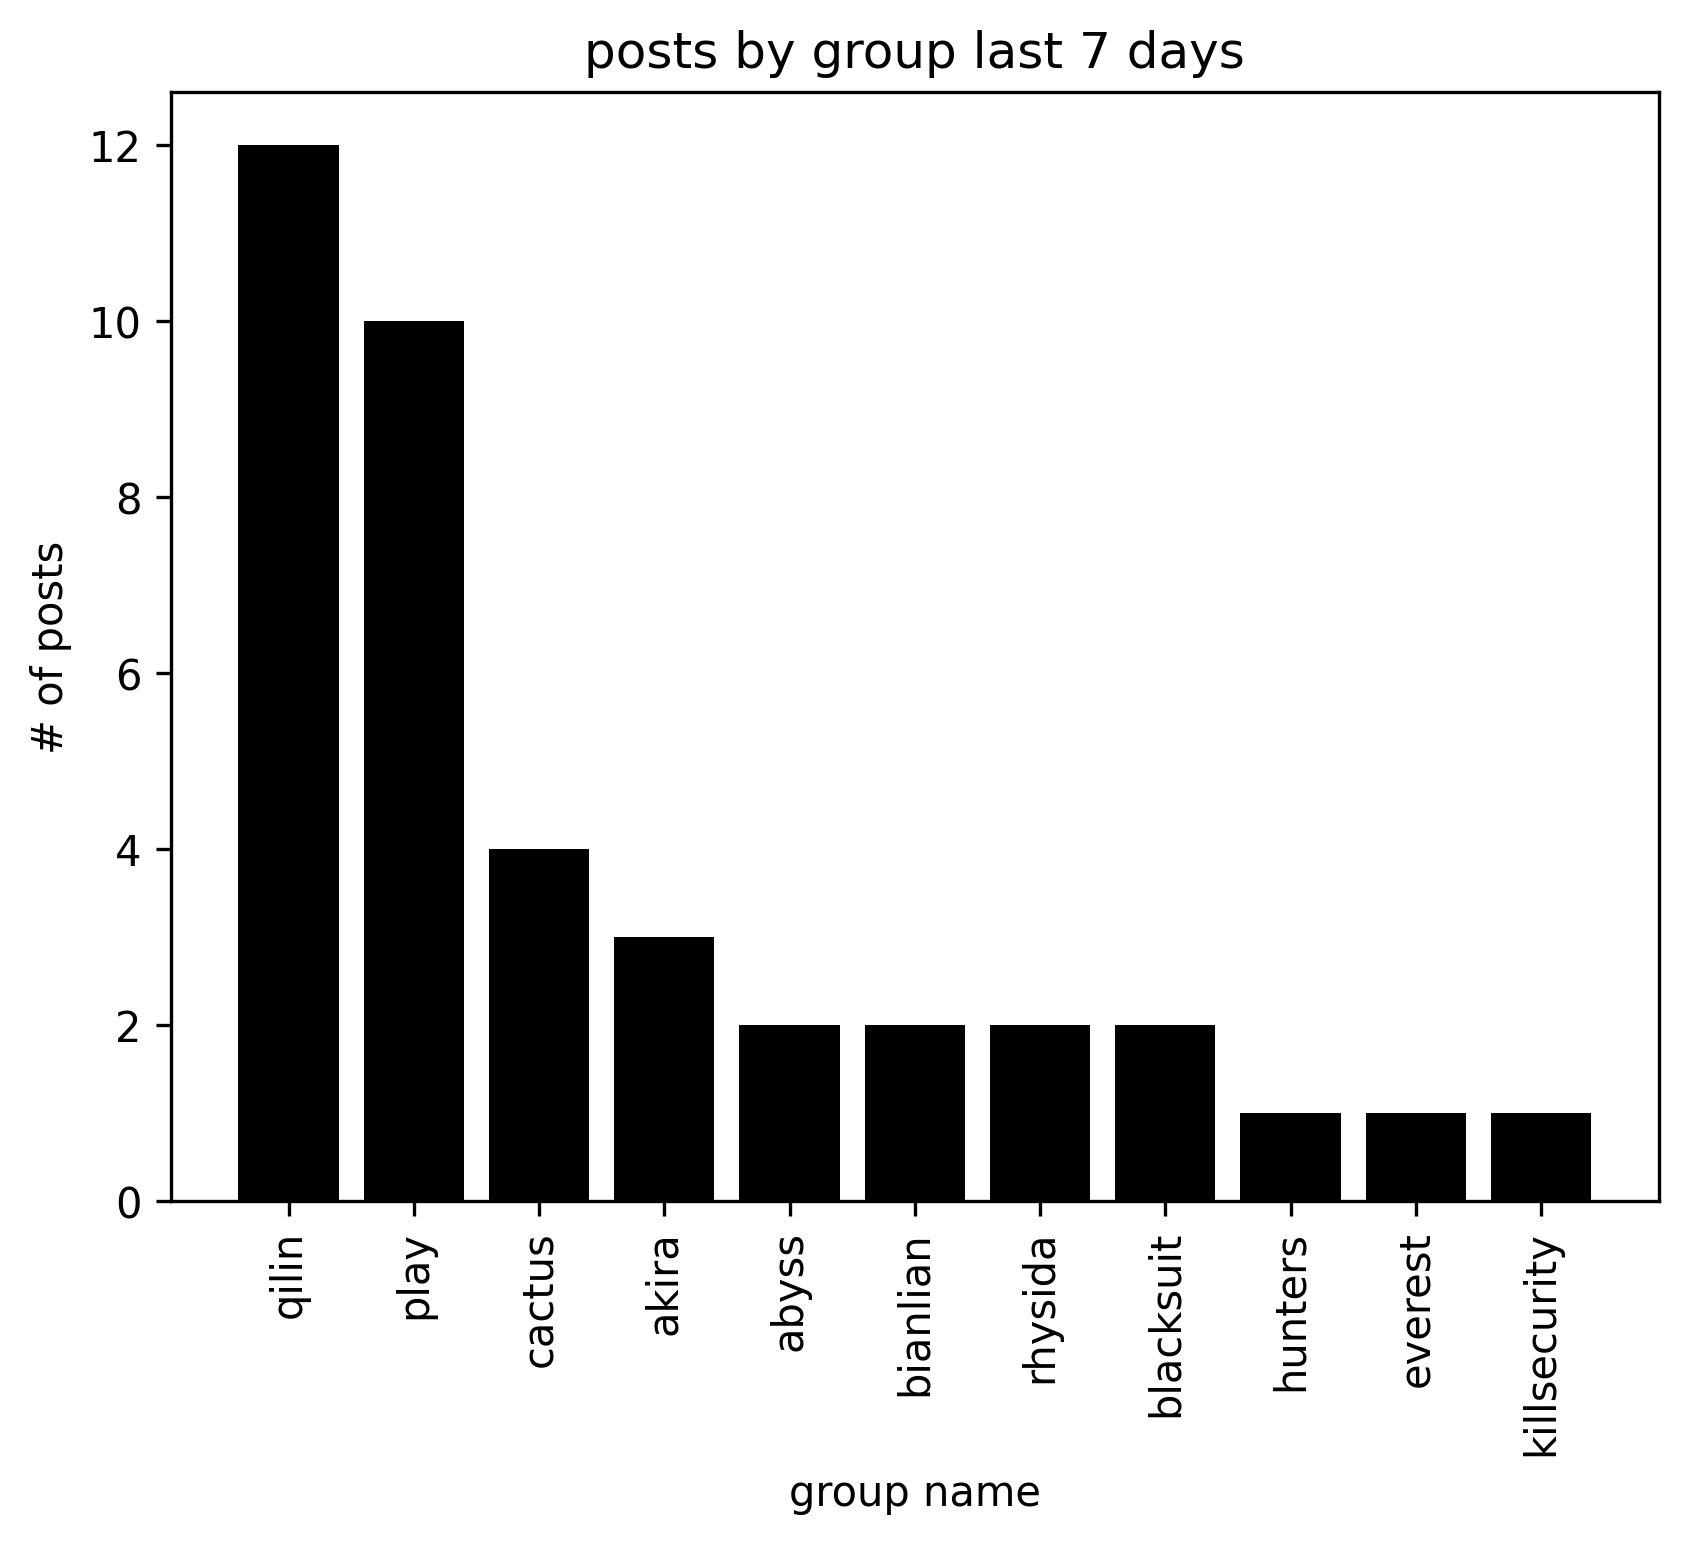 posts by group last 7 days
12
10
8
6
4
2
0
# of posts
qilin
play
cactus
akira
abyss
bianlian
rhysida
blacksuit
hunters
everest
killsecurity
group name